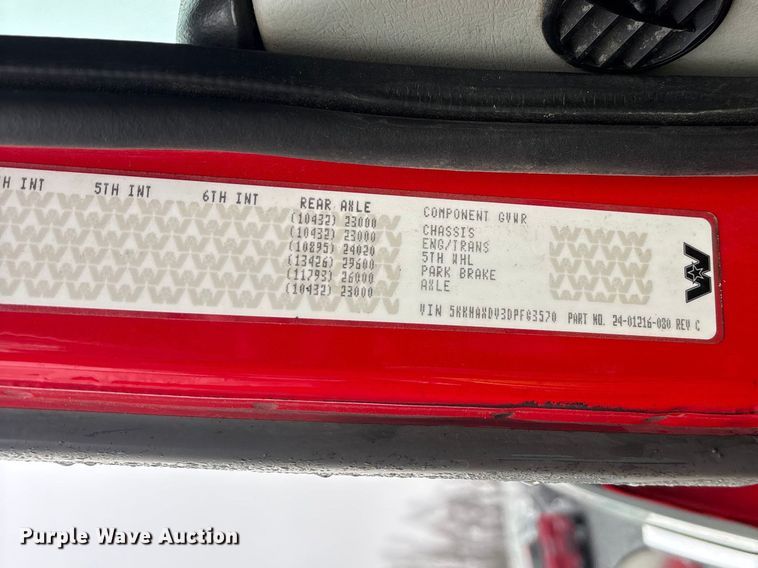 H INT 5TH INT 6TH INT REAR AXLE
(10432) 23000
(10432) 23000
(10895) 24020
(13426) 29600
(11793) 26000
(10432) 23000
COMPONENT GVWR
CHASSIS
ENG/TRANS
5TH WHL
PARK BRAKE
AXLE
VIN 5KKHAXDV3DPFG3570 PART NO. 24-01216-080 REV C
Purple Wave Auction